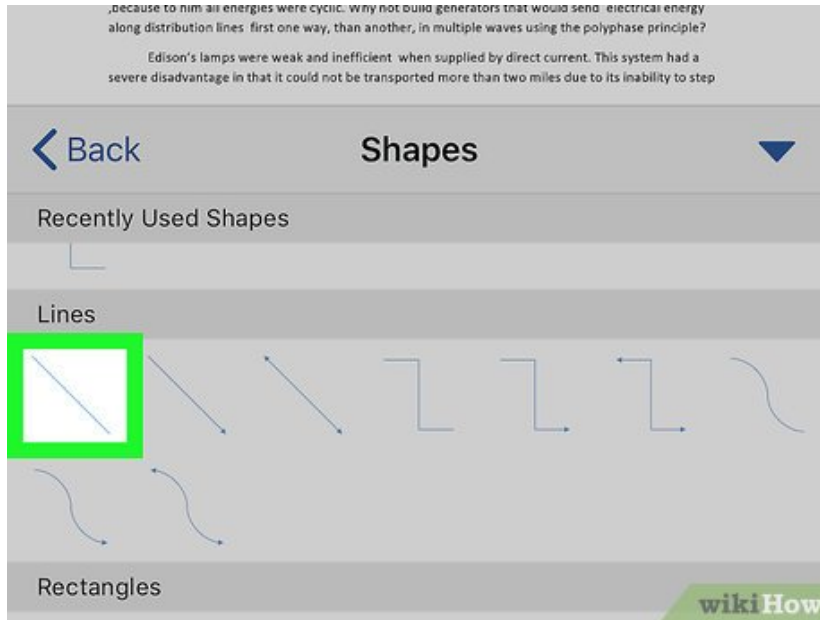 ,because to him all energies were cyclic. Why not build generators that would send electrical energy
along distribution lines first one way, than another, in multiple waves using the polyphase principle?
Edison's lamps were weak and inefficient when supplied by direct current. This system had a
severe disadvantage in that it could not be transported more than two miles due to its inability to step
Back
Shapes
Recently Used Shapes
Lines
Rectangles
wikiHow